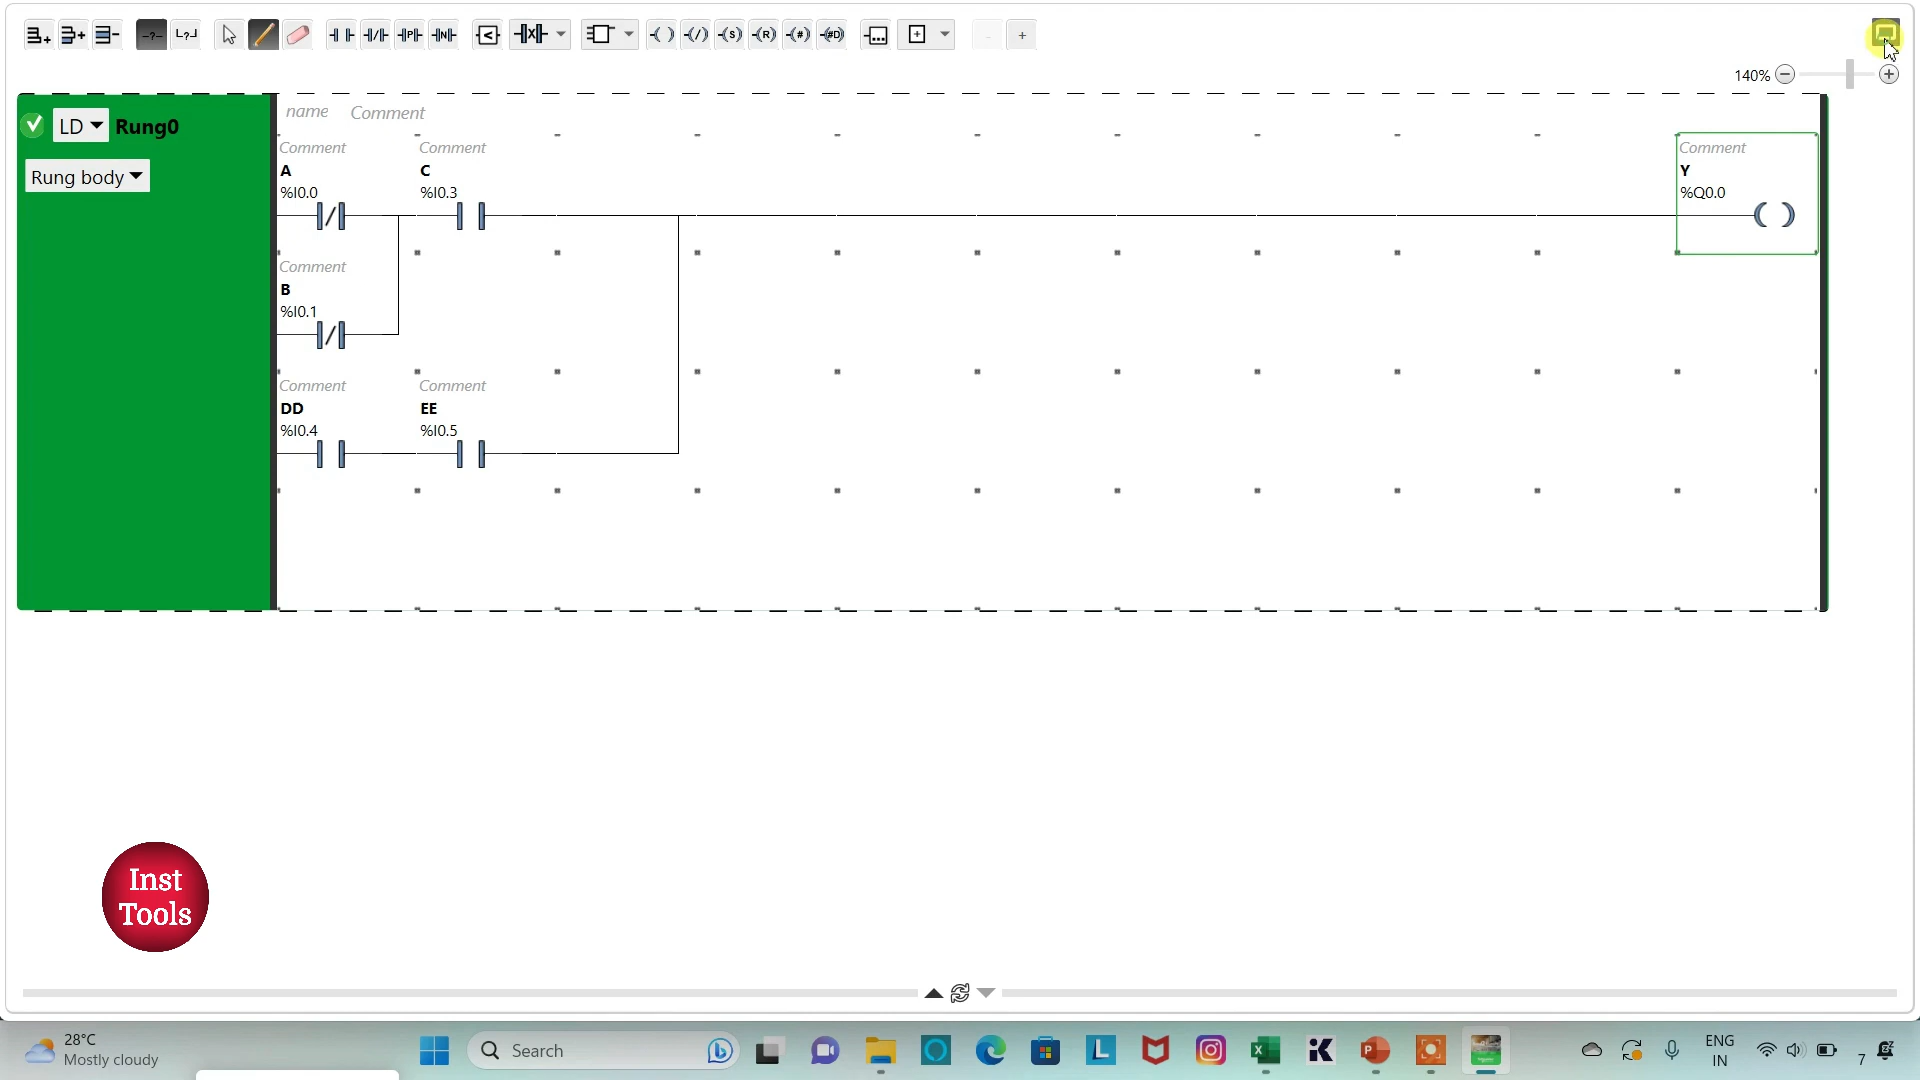 140%
LD Rung0
Rung body
name Comment
Comment Comment Comment
A C Y
%I0.0 %I0.3 %Q0.0
Comment
B
%I0.1
Comment Comment
DD EE
%I0.4 %I0.5
Inst
Tools
28°C
Mostly cloudy
Search
ENG
IN
7